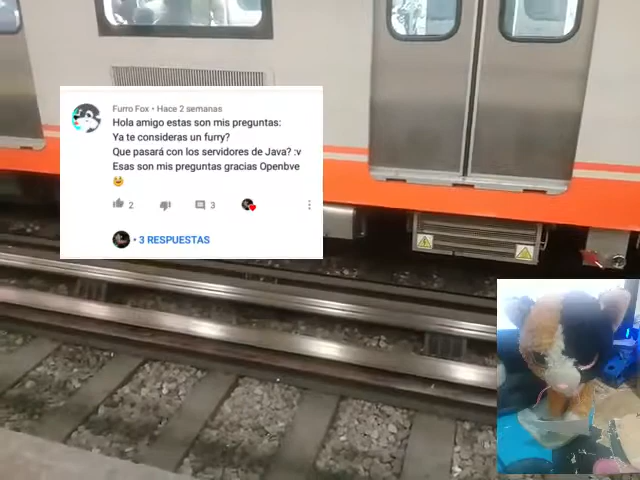 Furro Fox • Hace 2 semanas
Hola amigo estas son mis preguntas:
Ya te consideras un furry?
Que pasará con los servidores de Java? :v
Esas son mis preguntas gracias Openbve
😅
2 3
• 3 RESPUESTAS